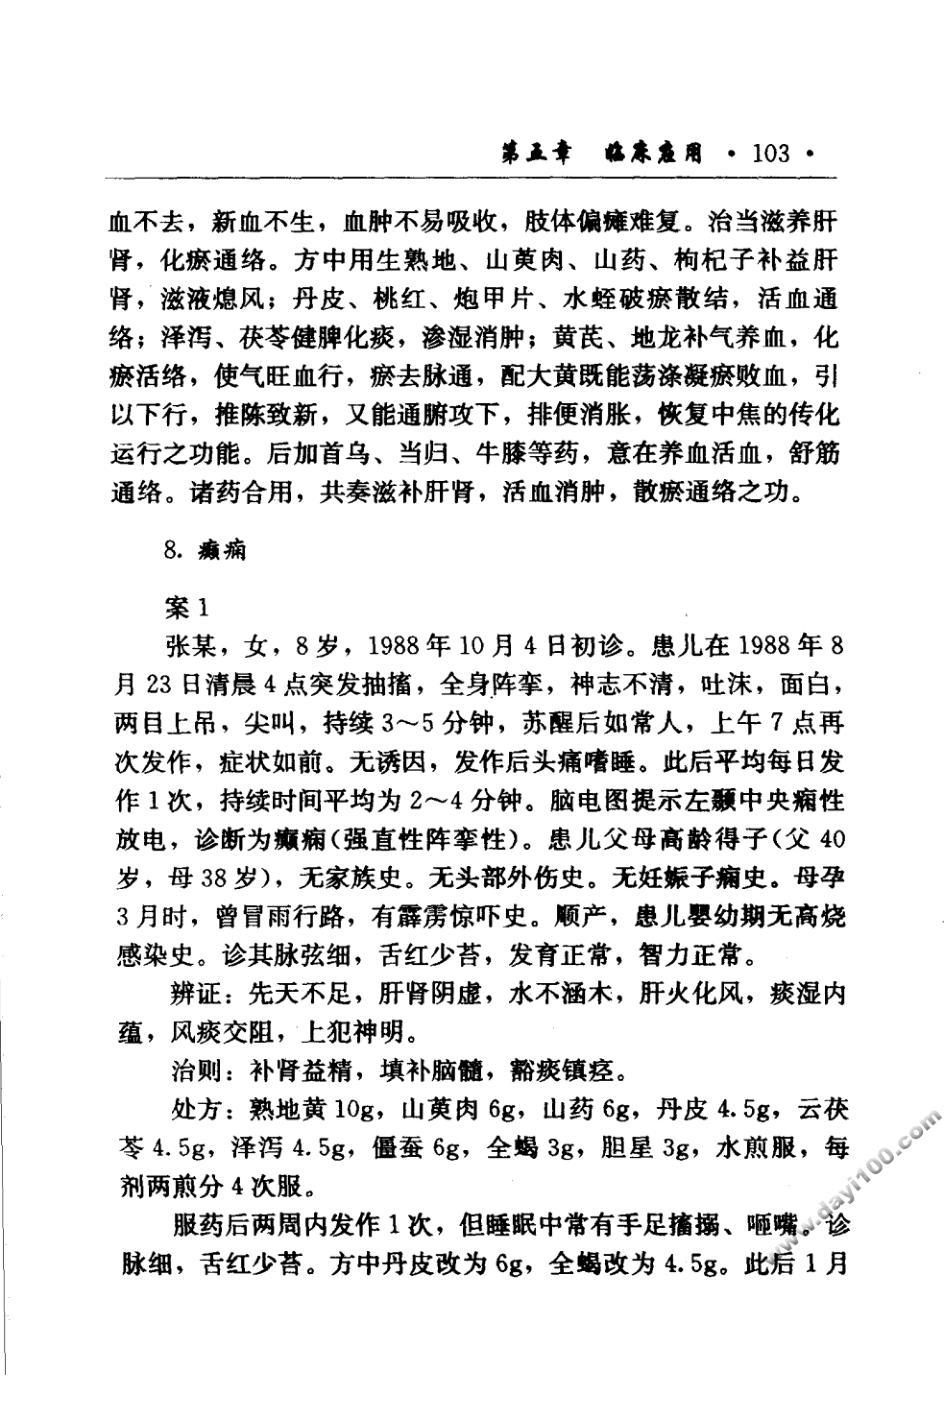 第五章 临床应用 · 103 ·
血不去，新血不生，血肿不易吸收，肢体偏瘫难复。治当滋养肝
肾，化瘀通络。方中用生熟地、山萸肉、山药、枸杞子补益肝
肾，滋液熄风；丹皮、桃红、炮甲片、水蛭破瘀散结，活血通
络；泽泻、茯苓健脾化痰，渗湿消肿；黄芪、地龙补气养血，化
瘀活络，使气旺血行，瘀去脉通，配大黄既能荡涤凝瘀败血，引
以下行，推陈致新，又能通腑攻下，排便消胀，恢复中焦的传化
运行之功能。后加首乌、当归、牛膝等药，意在养血活血，舒筋
通络。诸药合用，共奏滋补肝肾，活血消肿，散瘀通络之功。
8. 癫痫
案 1
张某，女，8 岁，1988 年 10 月 4 日初诊。患儿在 1988 年 8
月 23 日清晨 4 点突发抽搐，全身阵挛，神志不清，吐沫，面白，
两目上吊，尖叫，持续 3～5 分钟，苏醒后如常人，上午 7 点再
次发作，症状如前。无诱因，发作后头痛嗜睡。此后平均每日发
作 1 次，持续时间平均为 2～4 分钟。脑电图提示左颞中央痫性
放电，诊断为癫痫(强直性阵挛性)。患儿父母高龄得子(父 40
岁，母 38 岁)，无家族史。无头部外伤史。无妊娠子痫史。母孕
3 月时，曾冒雨行路，有霹雳惊吓史。顺产，患儿婴幼期无高烧
感染史。诊其脉弦细，舌红少苔，发育正常，智力正常。
辨证：先天不足，肝肾阴虚，水不涵木，肝火化风，痰湿内
蕴，风痰交阻，上犯神明。
治则：补肾益精，填补脑髓，豁痰镇痉。
处方：熟地黄 10g，山萸肉 6g，山药 6g，丹皮 4.5g，云茯
苓 4.5g，泽泻 4.5g，僵蚕 6g，全蝎 3g，胆星 3g，水煎服，每
剂两煎分 4 次服。
服药后两周内发作 1 次，但睡眠中常有手足搐搦、咂嘴。诊
脉细，舌红少苔。方中丹皮改为 6g，全蝎改为 4.5g。此后 1 月
www.dayi100.com